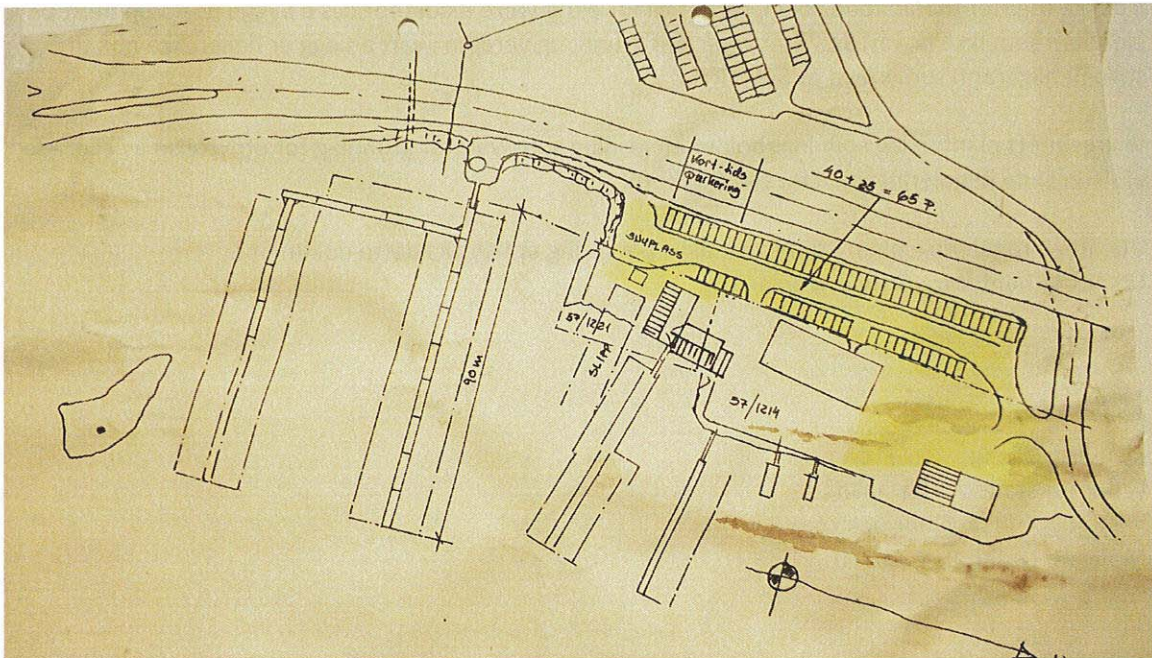 Kort-tids
parkering
40 + 25 = 65 P.
SNUPLASS
57/1221
SLIPP
90 m
57/1214